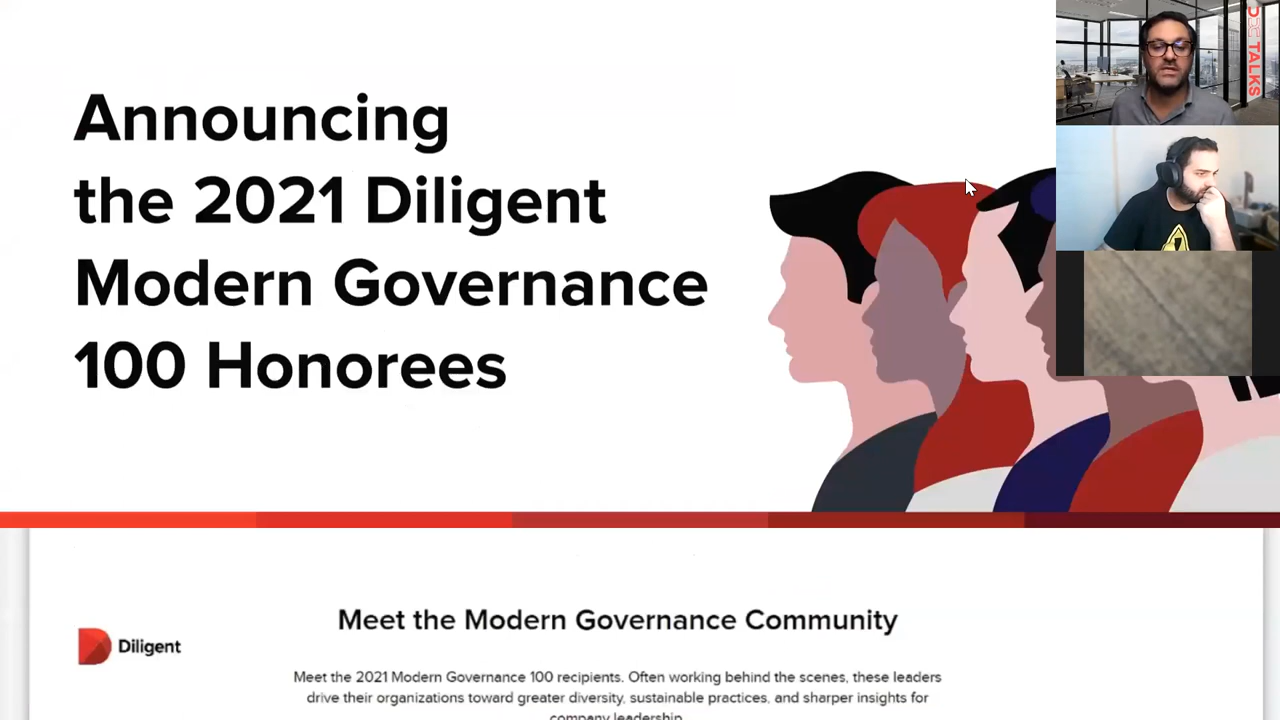 Announcing
the 2021 Diligent
Modern Governance
100 Honorees
TALKS
Meet the Modern Governance Community
Diligent
Meet the 2021 Modern Governance 100 recipients. Often working behind the scenes, these leaders
drive their organizations toward greater diversity, sustainable practices, and sharper insights for
company leadership.